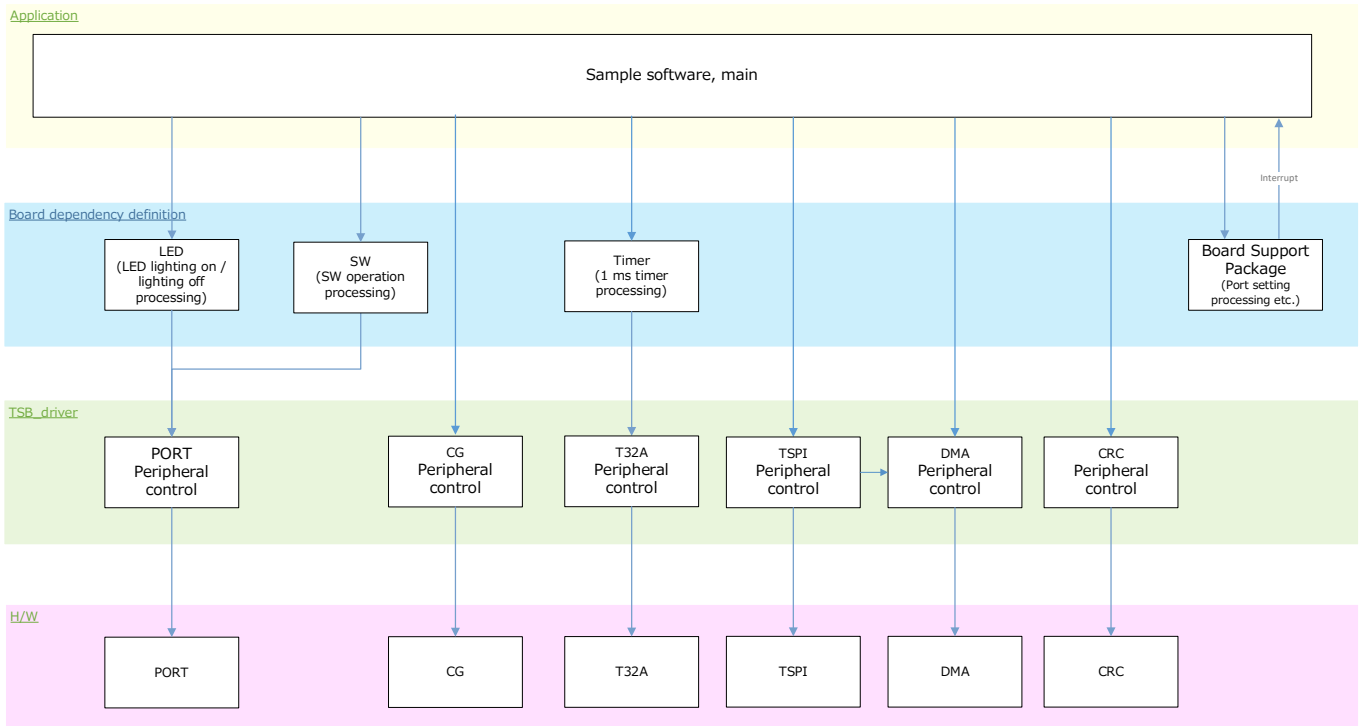 Application
Sample software, main
Interrupt
Board dependency definition
LED
(LED lighting on /
lighting off
processing)
SW
(SW operation
processing)
Timer
(1 ms timer
processing)
Board Support
Package
(Port setting
processing etc.)
TSB_driver
PORT
Peripheral
control
CG
Peripheral
control
T32A
Peripheral
control
TSPI
Peripheral
control
DMA
Peripheral
control
CRC
Peripheral
control
H/W
PORT
CG
T32A
TSPI
DMA
CRC